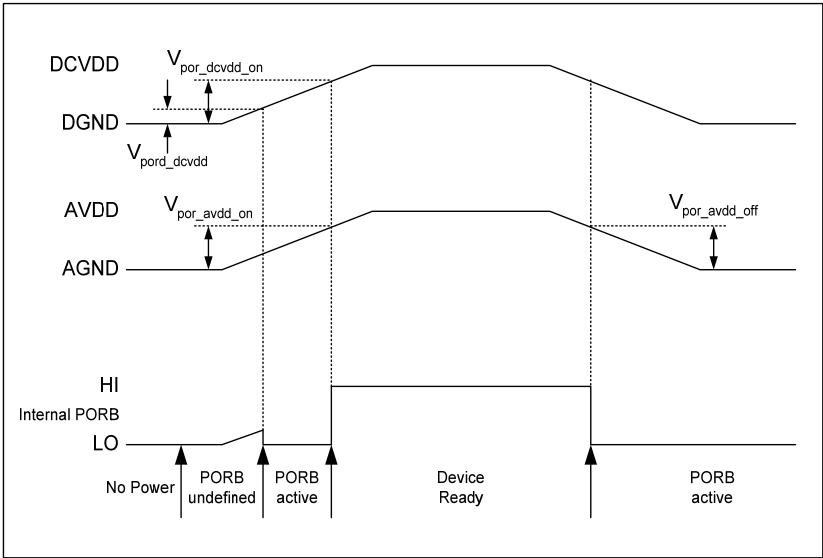 DCVDD
Vpor_dcvdd_on
DGND
Vpord_dcvdd
AVDD
Vpor_avdd_on
Vpor_avdd_off
AGND
HI
Internal PORB
LO
No Power
PORB
undefined
PORB
active
Device
Ready
PORB
active